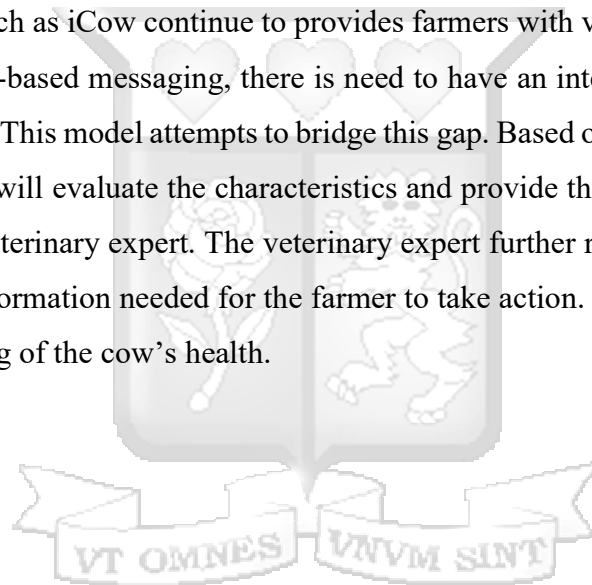 ch as iCow continue to provides farmers with v
-based messaging, there is need to have an int
This model attempts to bridge this gap. Based o
will evaluate the characteristics and provide th
terinary expert. The veterinary expert further r
formation needed for the farmer to take action.
g of the cow's health.
VT OMNES VNVM SINT